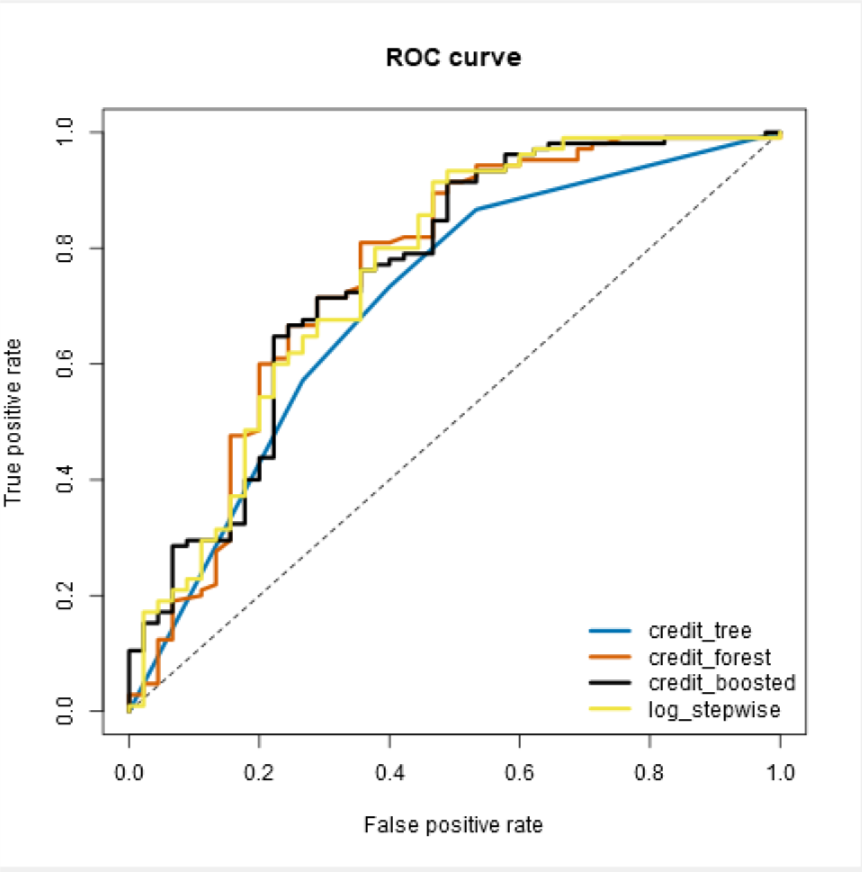 ROC curve
True positive rate
1.0
0.8
0.6
0.4
0.2
0.0
0.0 0.2 0.4 0.6 0.8 1.0
False positive rate
credit_tree
credit_forest
credit_boosted
log_stepwise